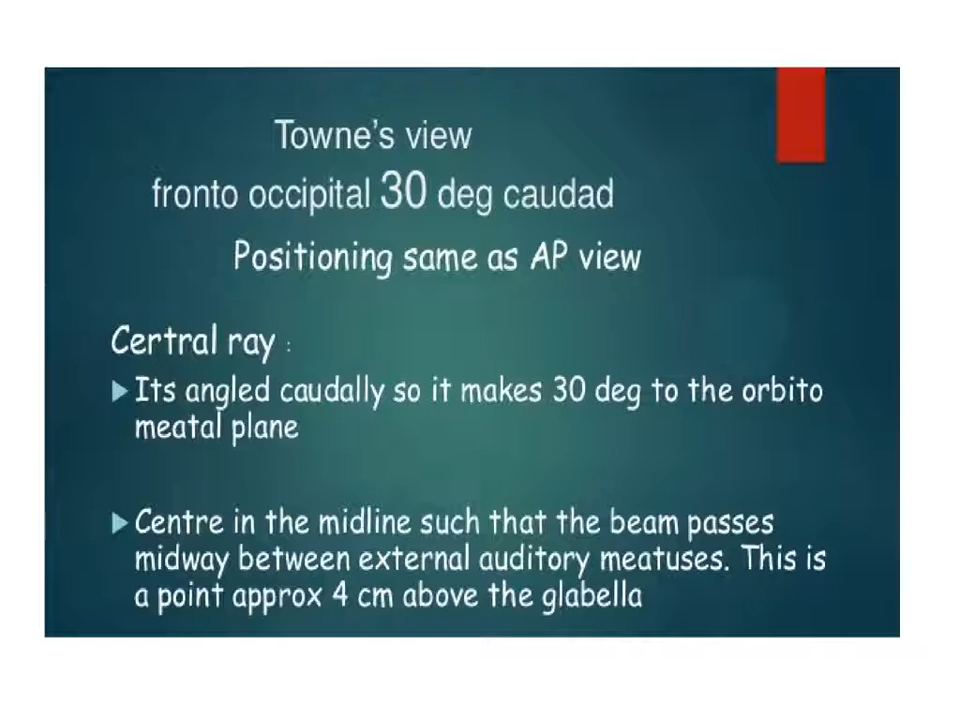 Towne's view
fronto occipital 30 deg caudad
Positioning same as AP view
Certral ray :
Its angled caudally so it makes 30 deg to the orbito
meatal plane
Centre in the midline such that the beam passes
midway between external auditory meatuses. This is
a point approx 4 cm above the glabella